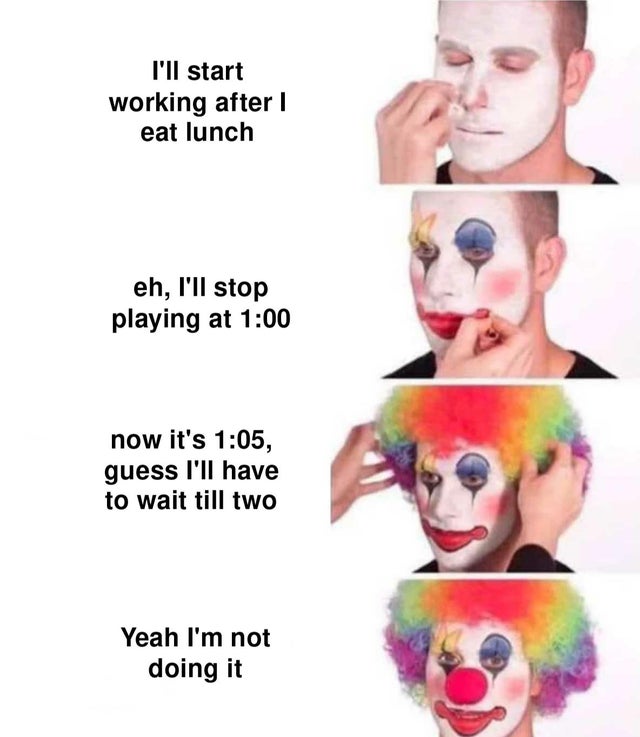 I'll start
working after I
eat lunch
eh, I'll stop
playing at 1:00
now it's 1:05,
guess I'll have
to wait till two
Yeah I'm not
doing it